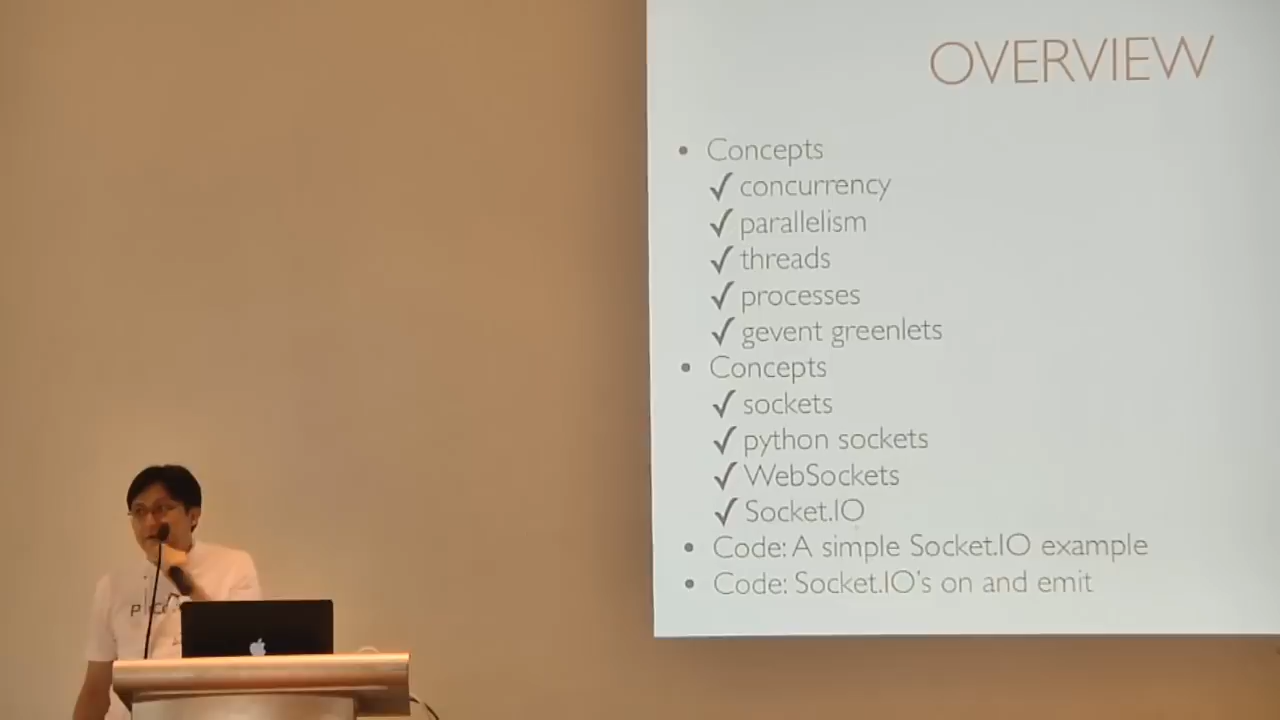 OVERVIEW
• Concepts
✓ concurrency
✓ parallelism
✓ threads
✓ processes
✓ gevent greenlets
• Concepts
✓ sockets
✓ python sockets
✓ WebSockets
✓ Socket.IO
• Code: A simple Socket.IO example
• Code: Socket.IO's on and emit